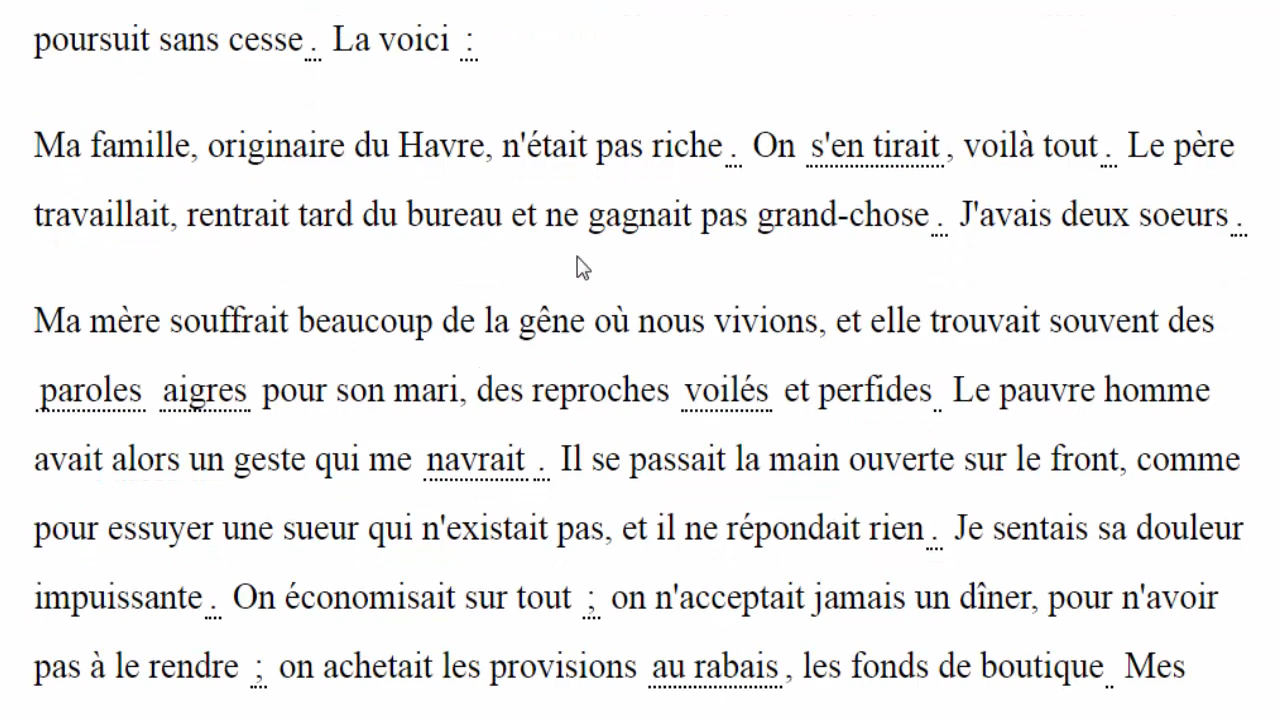 poursuit sans cesse . La voici :
Ma famille, originaire du Havre, n'était pas riche . On s'en tirait , voilà tout . Le père
travaillait, rentrait tard du bureau et ne gagnait pas grand-chose . J'avais deux soeurs .
Ma mère souffrait beaucoup de la gêne où nous vivions, et elle trouvait souvent des
paroles aigres pour son mari, des reproches voilés et perfides. Le pauvre homme
avait alors un geste qui me navrait . Il se passait la main ouverte sur le front, comme
pour essuyer une sueur qui n'existait pas, et il ne répondait rien . Je sentais sa douleur
impuissante . On économisait sur tout ; on n'acceptait jamais un dîner, pour n'avoir
pas à le rendre ; on achetait les provisions au rabais , les fonds de boutique. Mes